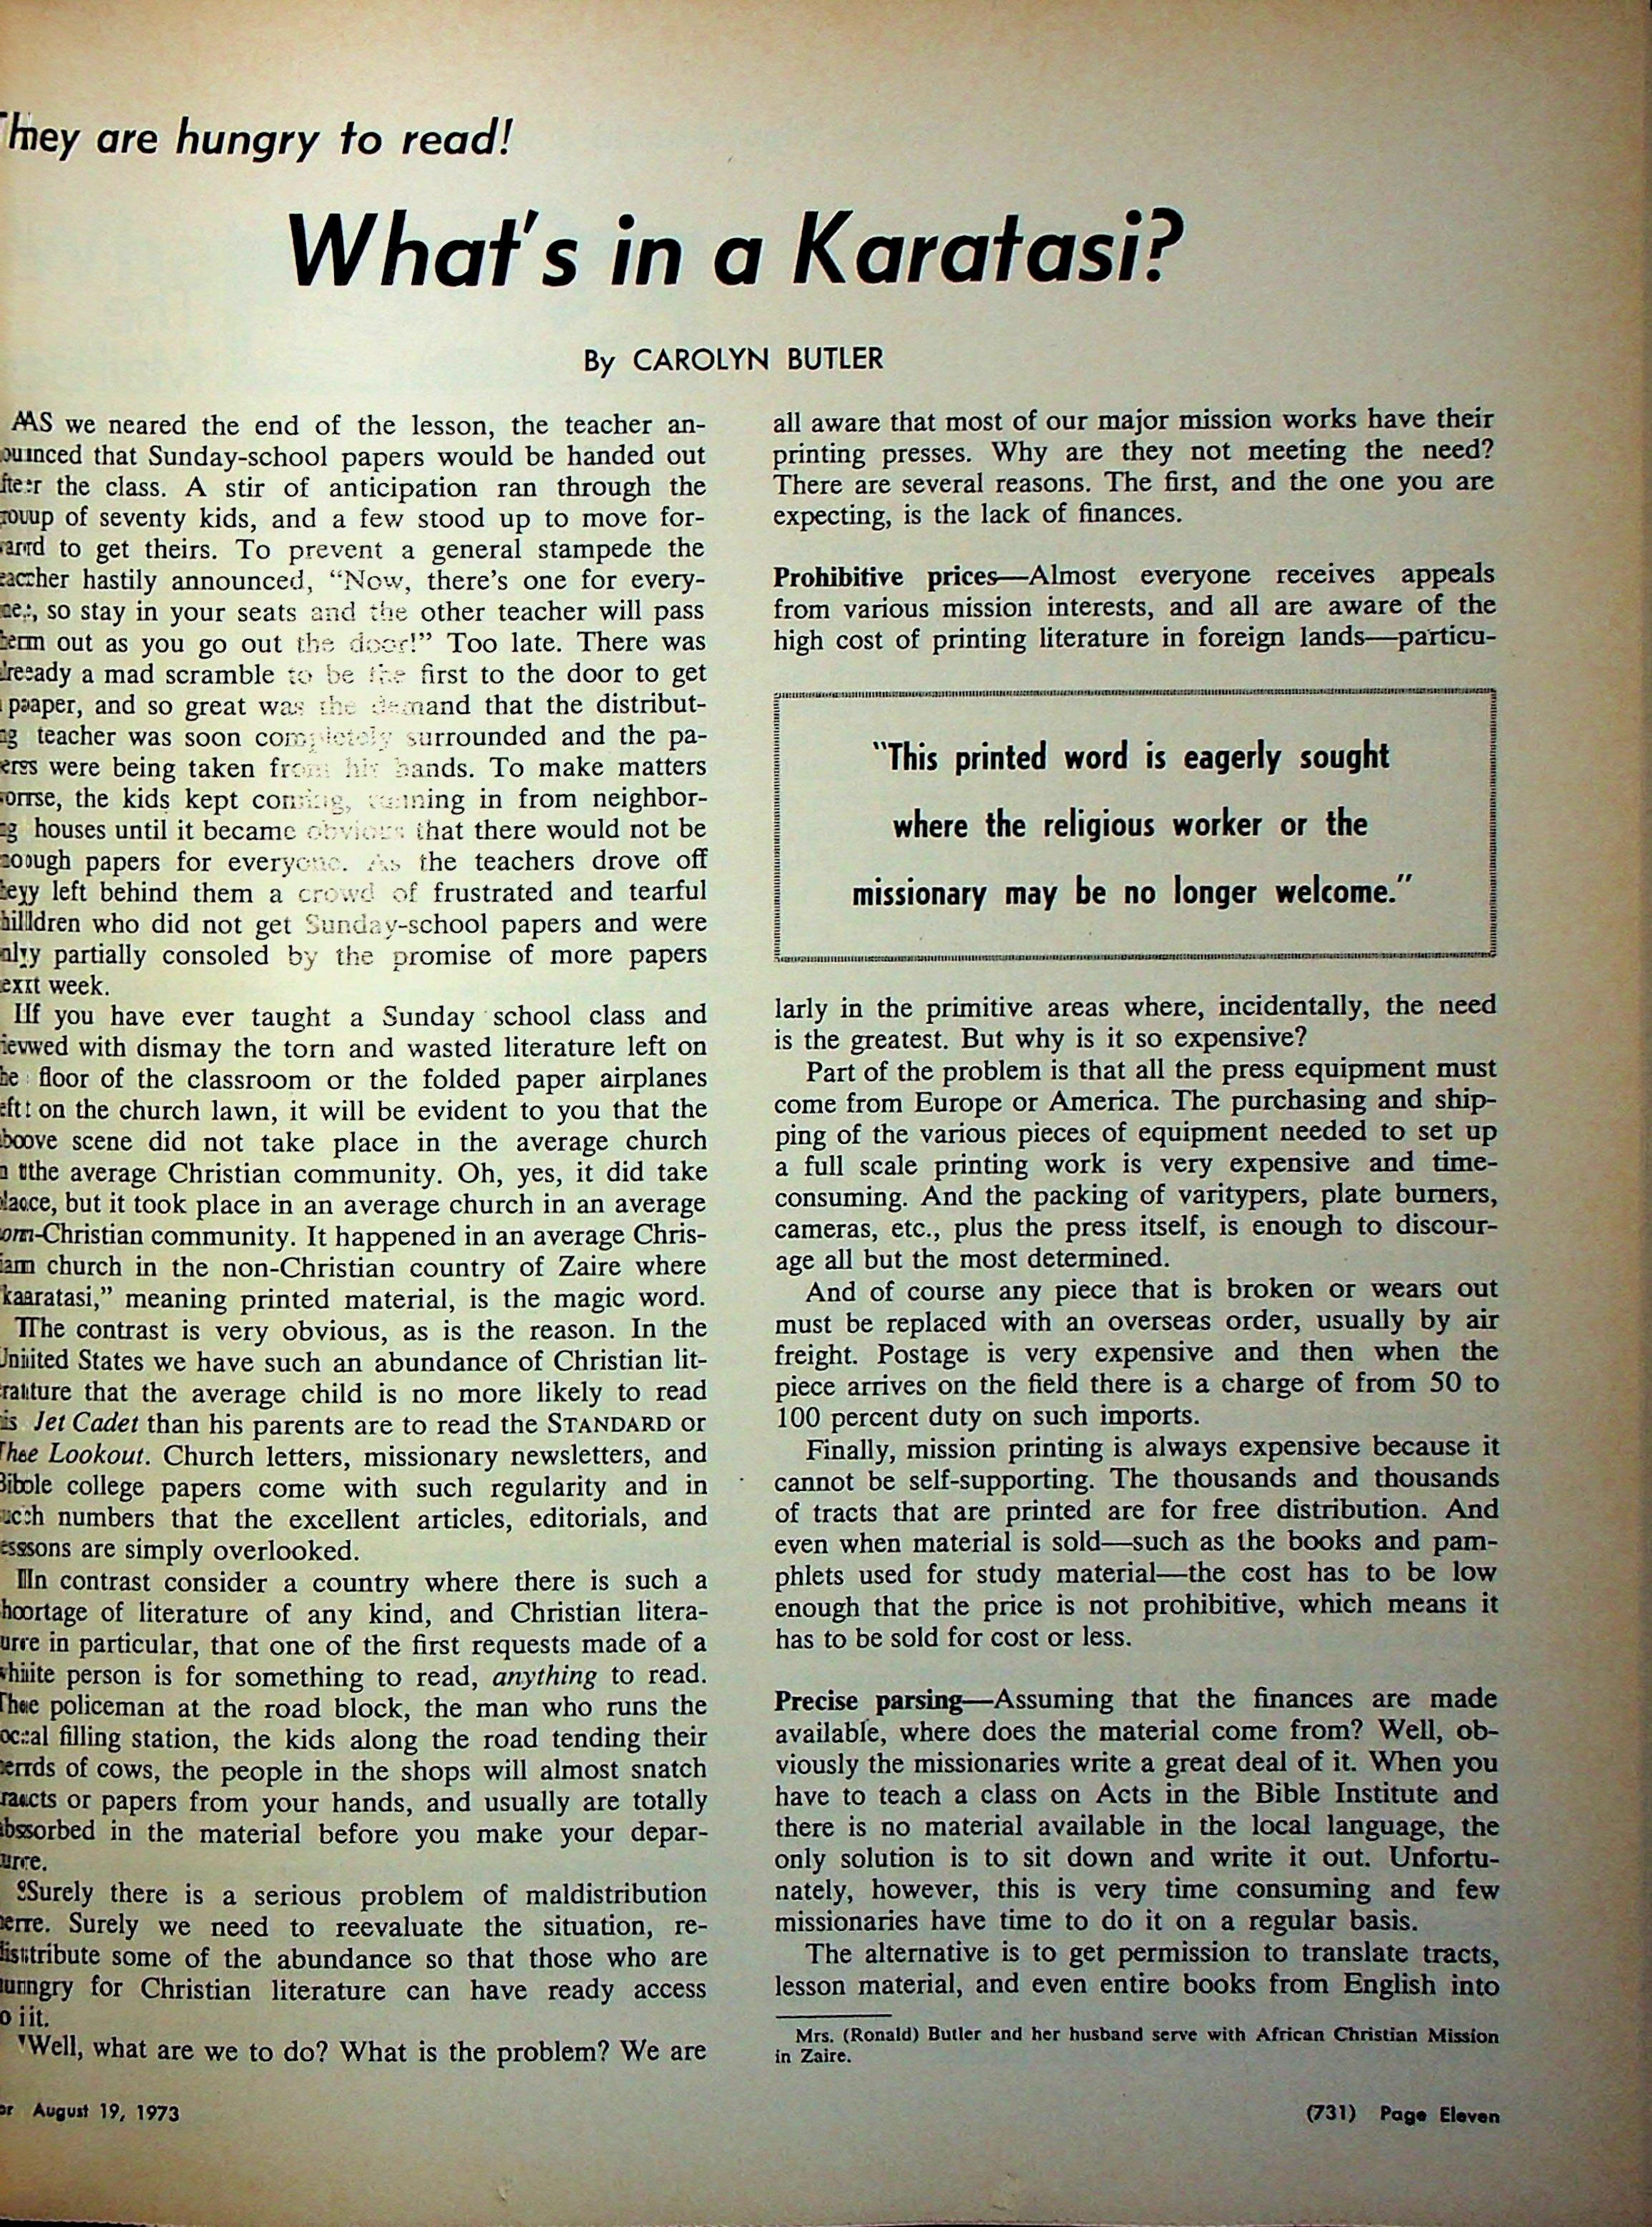 They are hungry to read!
What's in a Karatasi?
By CAROLYN BUTLER
AS we neared the end of the lesson, the teacher an-
ounced that Sunday-school papers would be handed out
fter the class. A stir of anticipation ran through the
roup of seventy kids, and a few stood up to move for-
ard to get theirs. To prevent a general stampede the
eacher hastily announced, "Now, there's one for every-
ne, so stay in your seats and the other teacher will pass
hem out as you go out the door!" Too late. There was
lready a mad scramble to be the first to the door to get
paper, and so great was the demand that the distribut-
ng teacher was soon completely surrounded and the pa-
ers were being taken from his hands. To make matters
orse, the kids kept coming, running in from neighbor-
ng houses until it became obvious that there would not be
nough papers for everyone. As the teachers drove off
hey left behind them a crowd of frustrated and tearful
hildren who did not get Sunday-school papers and were
nly partially consoled by the promise of more papers
ext week.
If you have ever taught a Sunday school class and
iewed with dismay the torn and wasted literature left on
he floor of the classroom or the folded paper airplanes
eft on the church lawn, it will be evident to you that the
bove scene did not take place in the average church
n the average Christian community. Oh, yes, it did take
lace, but it took place in an average church in an average
on-Christian community. It happened in an average Chris-
ian church in the non-Christian country of Zaire where
"karatasi," meaning printed material, is the magic word.
The contrast is very obvious, as is the reason. In the
United States we have such an abundance of Christian lit-
rature that the average child is no more likely to read
is Jet Cadet than his parents are to read the STANDARD or
The Lookout. Church letters, missionary newsletters, and
Bible college papers come with such regularity and in
uch numbers that the excellent articles, editorials, and
essons are simply overlooked.
In contrast consider a country where there is such a
hortage of literature of any kind, and Christian litera-
ure in particular, that one of the first requests made of a
white person is for something to read, anything to read.
The policeman at the road block, the man who runs the
ocal filling station, the kids along the road tending their
erds of cows, the people in the shops will almost snatch
racts or papers from your hands, and usually are totally
bsorbed in the material before you make your depar-
ure.
Surely there is a serious problem of maldistribution
here. Surely we need to reevaluate the situation, re-
distribute some of the abundance so that those who are
hungry for Christian literature can have ready access
o it.
Well, what are we to do? What is the problem? We are
all aware that most of our major mission works have their
printing presses. Why are they not meeting the need?
There are several reasons. The first, and the one you are
expecting, is the lack of finances.
Prohibitive prices—Almost everyone receives appeals
from various mission interests, and all are aware of the
high cost of printing literature in foreign lands—particu-
"This printed word is eagerly sought
where the religious worker or the
missionary may be no longer welcome."
larly in the primitive areas where, incidentally, the need
is the greatest. But why is it so expensive?
Part of the problem is that all the press equipment must
come from Europe or America. The purchasing and ship-
ping of the various pieces of equipment needed to set up
a full scale printing work is very expensive and time-
consuming. And the packing of varitypers, plate burners,
cameras, etc., plus the press itself, is enough to discour-
age all but the most determined.
And of course any piece that is broken or wears out
must be replaced with an overseas order, usually by air
freight. Postage is very expensive and then when the
piece arrives on the field there is a charge of from 50 to
100 percent duty on such imports.
Finally, mission printing is always expensive because it
cannot be self-supporting. The thousands and thousands
of tracts that are printed are for free distribution. And
even when material is sold—such as the books and pam-
phlets used for study material—the cost has to be low
enough that the price is not prohibitive, which means it
has to be sold for cost or less.
Precise parsing—Assuming that the finances are made
available, where does the material come from? Well, ob-
viously the missionaries write a great deal of it. When you
have to teach a class on Acts in the Bible Institute and
there is no material available in the local language, the
only solution is to sit down and write it out. Unfortu-
nately, however, this is very time consuming and few
missionaries have time to do it on a regular basis.
The alternative is to get permission to translate tracts,
lesson material, and even entire books from English into
Mrs. (Ronald) Butler and her husband serve with African Christian Mission
in Zaire.
or August 19, 1973
(731) Page Eleven